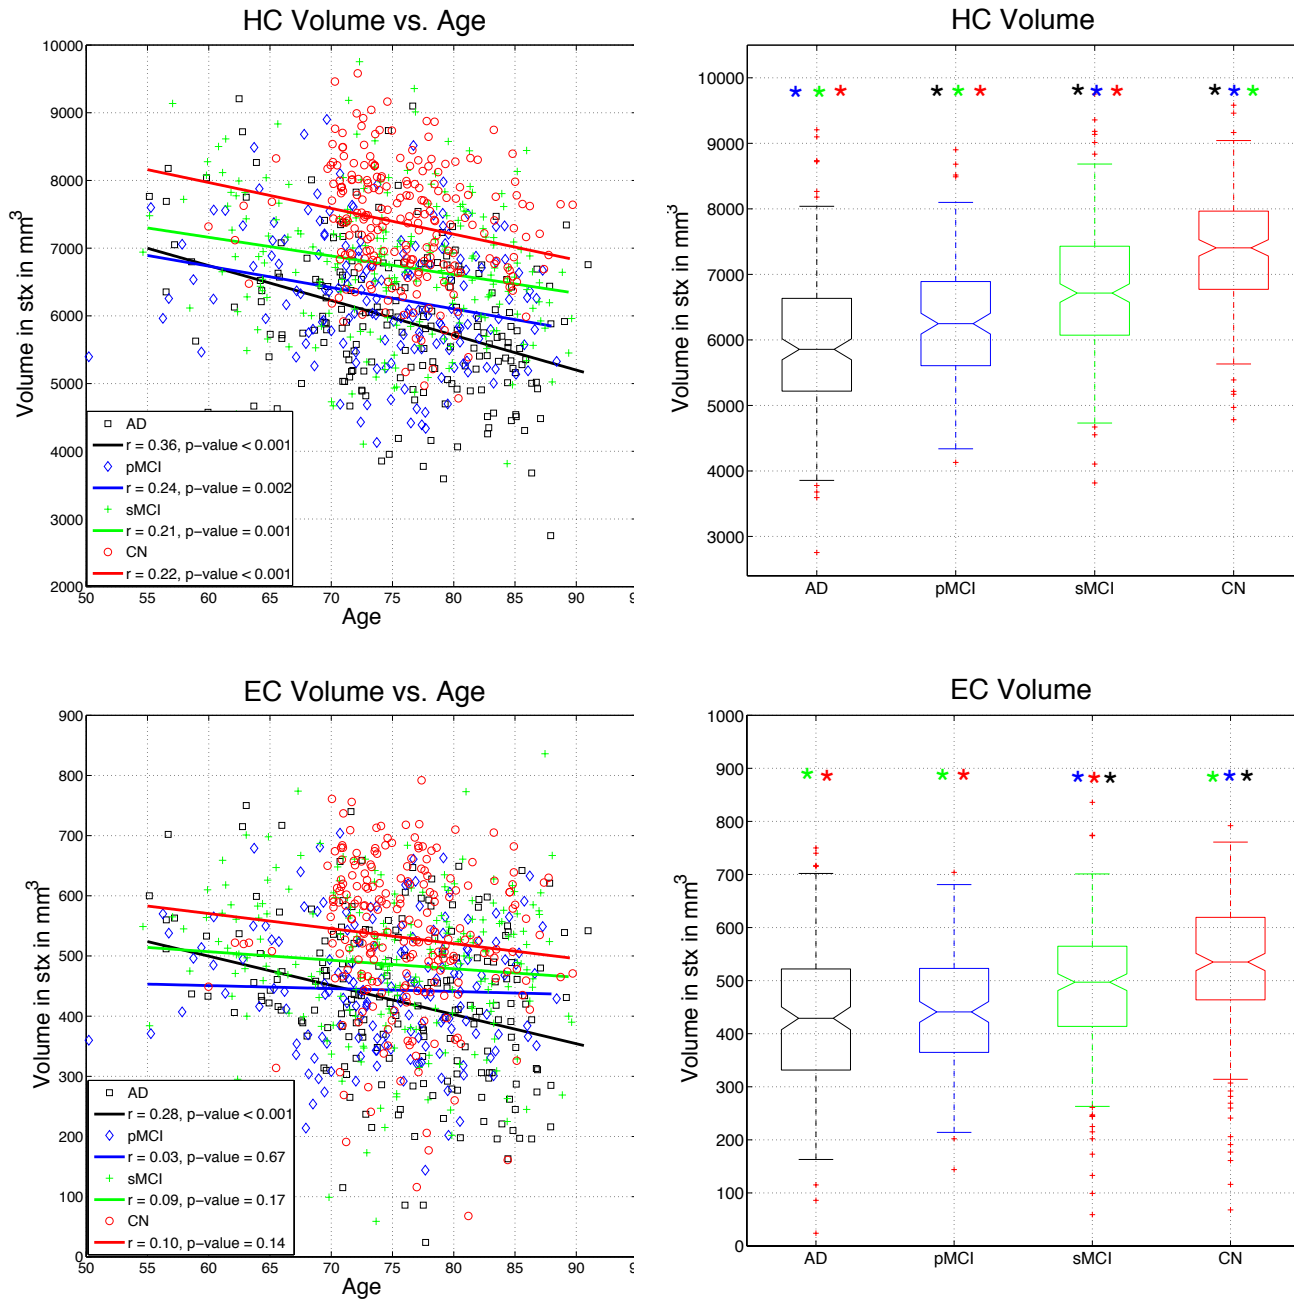 HC Volume vs. Age
10000
9000
8000
7000
6000
5000
4000
3000
2000
Volume in stx in mm3
AD
r = 0.36, p-value < 0.001
pMCI
r = 0.24, p-value = 0.002
sMCI
r = 0.21, p-value = 0.001
CN
r = 0.22, p-value < 0.001
50 55 60 65 70 75 80 85 90
Age
HC Volume
10000
9000
8000
7000
6000
5000
4000
3000
Volume in stx in mm3
* * * * * * * * * * * *
AD pMCI sMCI CN
EC Volume vs. Age
900
800
700
600
500
400
300
200
100
0
Volume in stx in mm3
AD
r = 0.28, p-value < 0.001
pMCI
r = 0.03, p-value = 0.67
sMCI
r = 0.09, p-value = 0.17
CN
r = 0.10, p-value = 0.14
50 55 60 65 70 75 80 85 90
Age
EC Volume
1000
900
800
700
600
500
400
300
200
100
0
Volume in stx in mm3
* * * * * * * * * *
AD pMCI sMCI CN